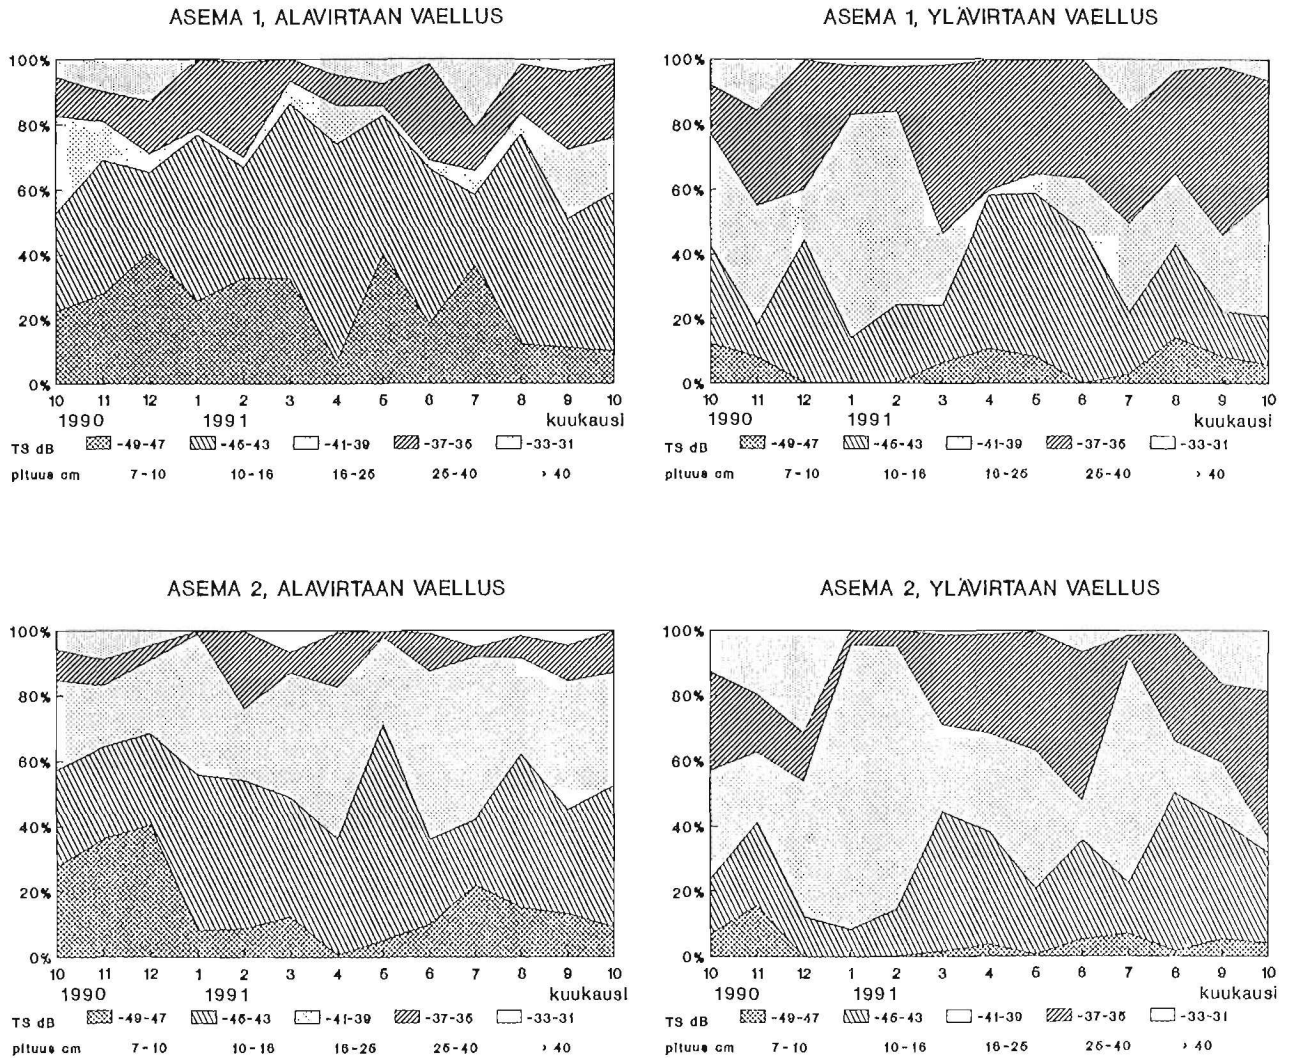 ASEMA 1, ALAVIRTAAN VAELLUS
100%
80%
60%
40%
20%
0%
10 11 12 1 2 3 4 5 6 7 8 9 10
1990 1991 kuukausi
TS dB -49-47 -45-43 -41-39 -37-35 -33-31
pituus cm 7-10 10-16 16-25 25-40 > 40
ASEMA 1, YLÄVIRTAAN VAELLUS
100%
80%
60%
40%
20%
0%
10 11 12 1 2 3 4 5 6 7 8 9 10
1990 1991 kuukausi
TS dB -49-47 -45-43 -41-39 -37-35 -33-31
pituus cm 7-10 10-16 16-25 25-40 > 40
ASEMA 2, ALAVIRTAAN VAELLUS
100%
80%
60%
40%
20%
0%
10 11 12 1 2 3 4 5 6 7 8 9 10
1990 1991 kuukausi
TS dB -49-47 -45-43 -41-39 -37-35 -33-31
pituus cm 7-10 10-16 16-25 25-40 > 40
ASEMA 2, YLÄVIRTAAN VAELLUS
100%
80%
60%
40%
20%
0%
10 11 12 1 2 3 4 5 6 7 8 9 10
1990 1991 kuukausi
TS dB -49-47 -45-43 -41-39 -37-35 -33-31
pituus cm 7-10 10-16 16-25 25-40 > 40